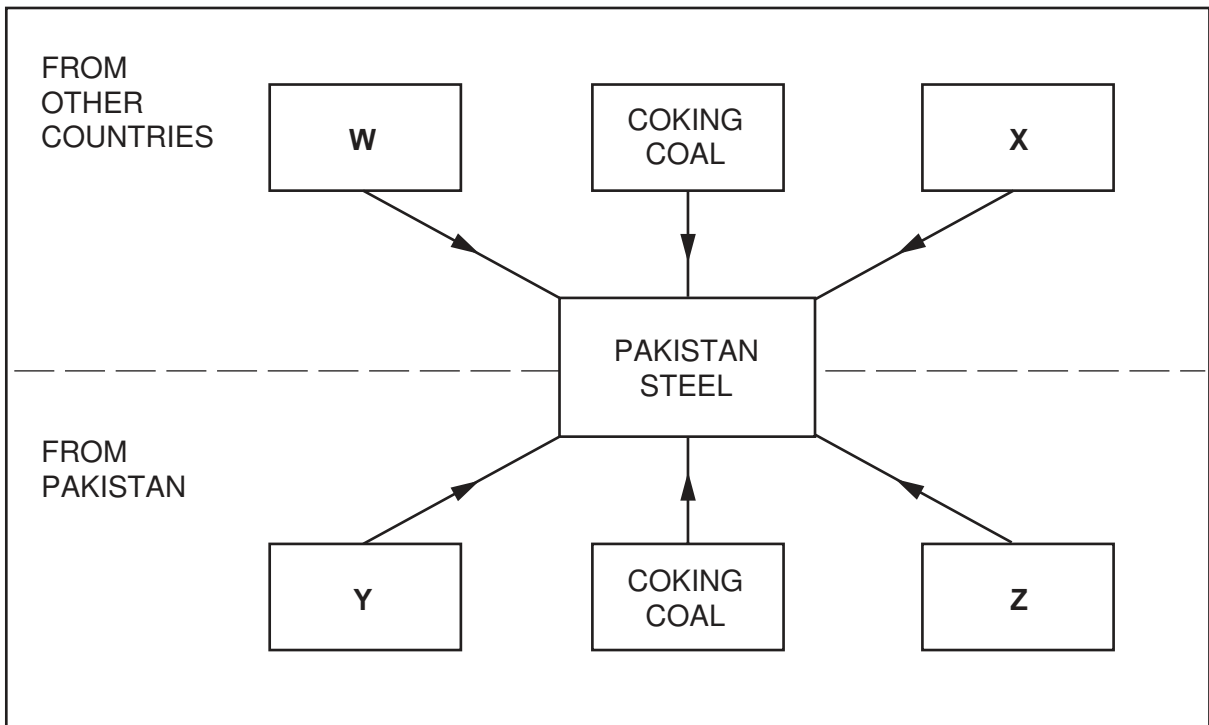 FROM
OTHER
COUNTRIES
W
COKING
COAL
X
PAKISTAN
STEEL
FROM
PAKISTAN
Y
COKING
COAL
Z